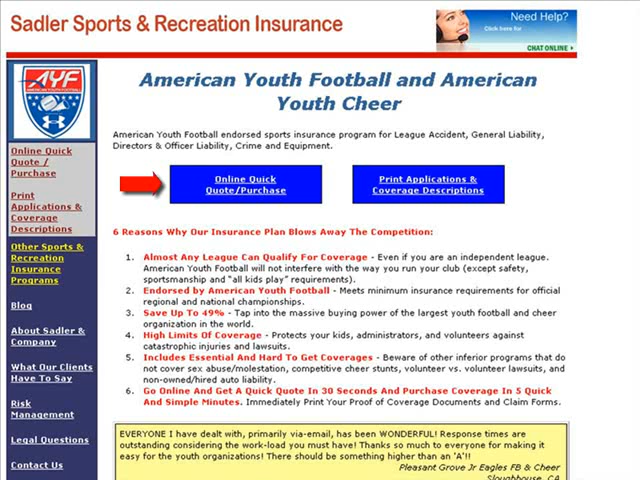 Sadler Sports & Recreation Insurance
Need Help?
Click here for
CHAT ONLINE
AYF
AMERICAN YOUTH FOOTBALL
American Youth Football and American
Youth Cheer
American Youth Football endorsed sports insurance program for League Accident, General Liability,
Directors & Officer Liability, Crime and Equipment.
Online Quick
Quote/Purchase
Print Applications &
Coverage Descriptions
Online Quick
Quote /
Purchase
Print
Applications &
Coverage
Descriptions
Other Sports &
Recreation
Insurance
Programs
Blog
About Sadler &
Company
What Our Clients
Have To Say
Risk
Management
Legal Questions
Contact Us
6 Reasons Why Our Insurance Plan Blows Away The Competition:
1. Almost Any League Can Qualify For Coverage - Even if you are an independent league.
American Youth Football will not interfere with the way you run your club (except safety,
sportsmanship and "all kids play" requirements).
2. Endorsed by American Youth Football - Meets minimum insurance requirements for official
regional and national championships.
3. Save Up To 49% - Tap into the massive buying power of the largest youth football and cheer
organization in the world.
4. High Limits Of Coverage - Protects your kids, administrators, and volunteers against
catastrophic injuries and lawsuits.
5. Includes Essential And Hard To Get Coverages - Beware of other inferior programs that do
not cover sex abuse/molestation, competitive cheer stunts, volunteer vs. volunteer lawsuits, and
non-owned/hired auto liability.
6. Go Online And Get A Quick Quote In 30 Seconds And Purchase Coverage In 5 Quick
And Simple Minutes. Immediately Print Your Proof of Coverage Documents and Claim Forms.
EVERYONE I have dealt with, primarily via-email, has been WONDERFUL! Response times are
outstanding considering the work-load you must have! Thanks so much to everyone for making it
easy for the youth organizations! There should be something higher than an 'A'!!
Pleasant Grove Jr Eagles FB & Cheer
Sloughhouse, CA